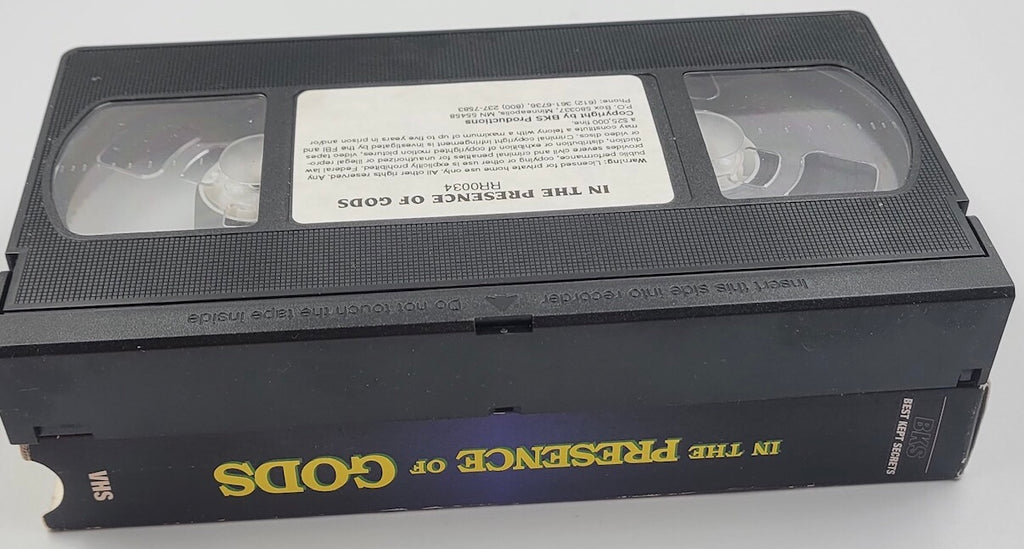 IN THE PRESENCE OF GODS
RR0034
Warning: Licensed for private home use only. All other rights reserved. Any
public performance, copying or other use is explicitly prohibited. Federal law
provides severe civil and criminal penalties for unauthorized or illegal repro-
duction, distribution or exhibition of copyrighted motion pictures, video tapes
or video discs. Criminal copyright infringement is investigated by the FBI and
may constitute a felony with a maximum of up to five years in prison and/or
a $25,000 fine.
Copyright by BKS Productions
P.O. Box 580337, Minneapolis, MN 55458
Phone: (612) 361-6736, (800) 237-7583
Insert this side into recorder
Do not touch the tape inside
BKS
BEST KEPT SECRETS
IN THE PRESENCE OF GODS
VHS